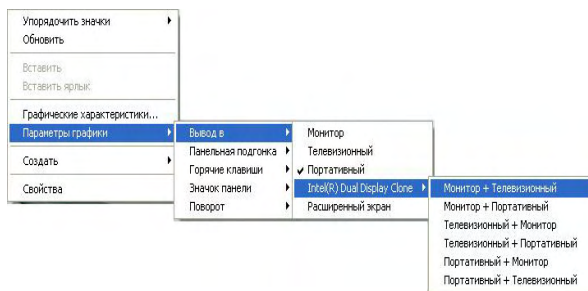 Упорядочить значки
Обновить
Вставить
Вставить ярлык
Графические характеристики...
Параметры графики
Создать
Свойства
Вывод в
Панельная подгонка
Горячие клавиши
Значок панели
Поворот
Монитор
Телевизионный
Портативный
Intel(R) Dual Display Clone
Расширенный экран
Монитор + Телевизионный
Монитор + Портативный
Телевизионный + Монитор
Телевизионный + Портативный
Портативный + Монитор
Портативный + Телевизионный